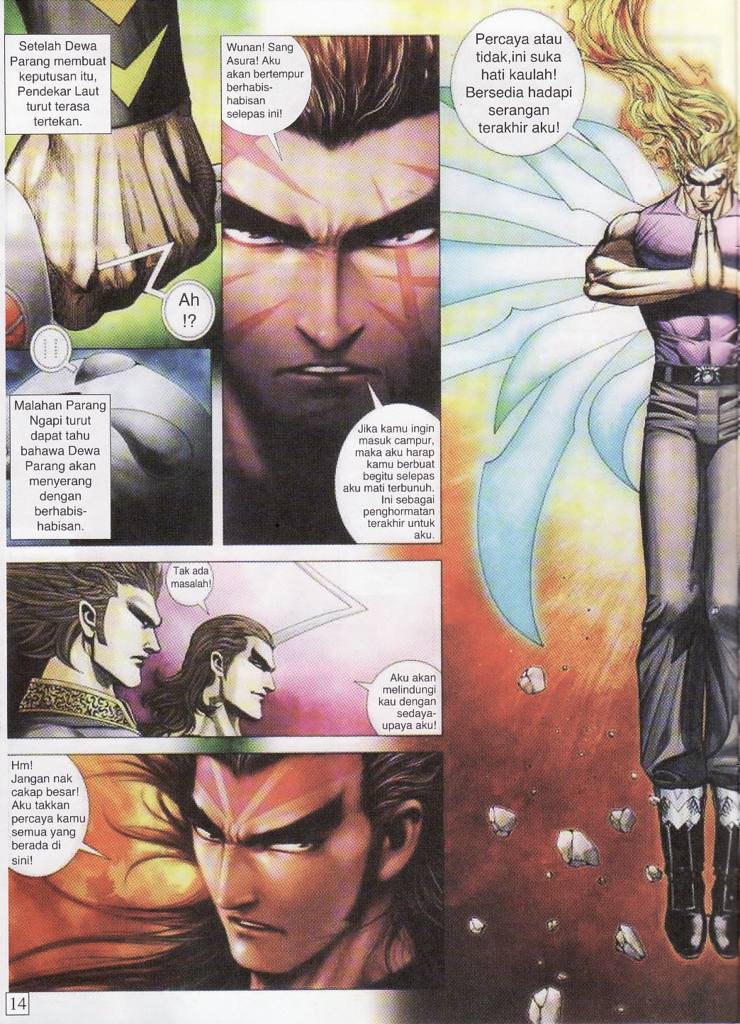 Setelah Dewa
Parang membuat
keputusan itu,
Pendekar Laut
turut terasa
tertekan.
Ah
!?
......
Malahan Parang
Ngapi turut
dapat tahu
bahawa Dewa
Parang akan
menyerang
dengan
berhabis-
habisan.
Wunan! Sang
Asura! Aku
akan bertempur
berhabis-
habisan
selepas ini!
Jika kamu ingin
masuk campur,
maka aku harap
kamu berbuat
begitu selepas
aku mati terbunuh.
Ini sebagai
penghormatan
terakhir untuk
aku.
Percaya atau
tidak,ini suka
hati kaulah!
Bersedia hadapi
serangan
terakhir aku!
Tak ada
masalah!
Aku akan
melindungi
kau dengan
sedaya-
upaya aku!
Hm!
Jangan nak
cakap besar!
Aku takkan
percaya kamu
semua yang
berada di
sini!
14